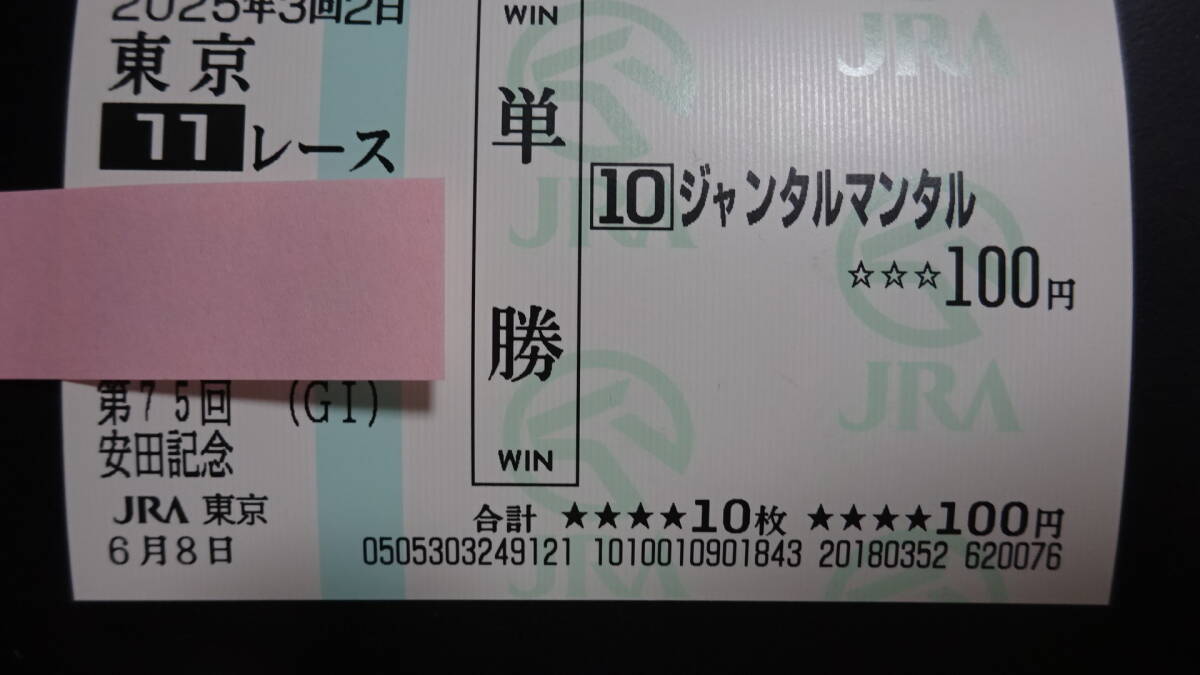 2025年3回2日
東京
11レース
第75回 (GⅠ)
安田記念
JRA 東京
6月8日
WIN
単勝
WIN
10 ジャンタルマンタル
☆☆☆100円
合計 ★★★★10枚 ★★★★100円
0505303249121 1010010901843 20180352 620076
JRA
JRA
JRA
JRA